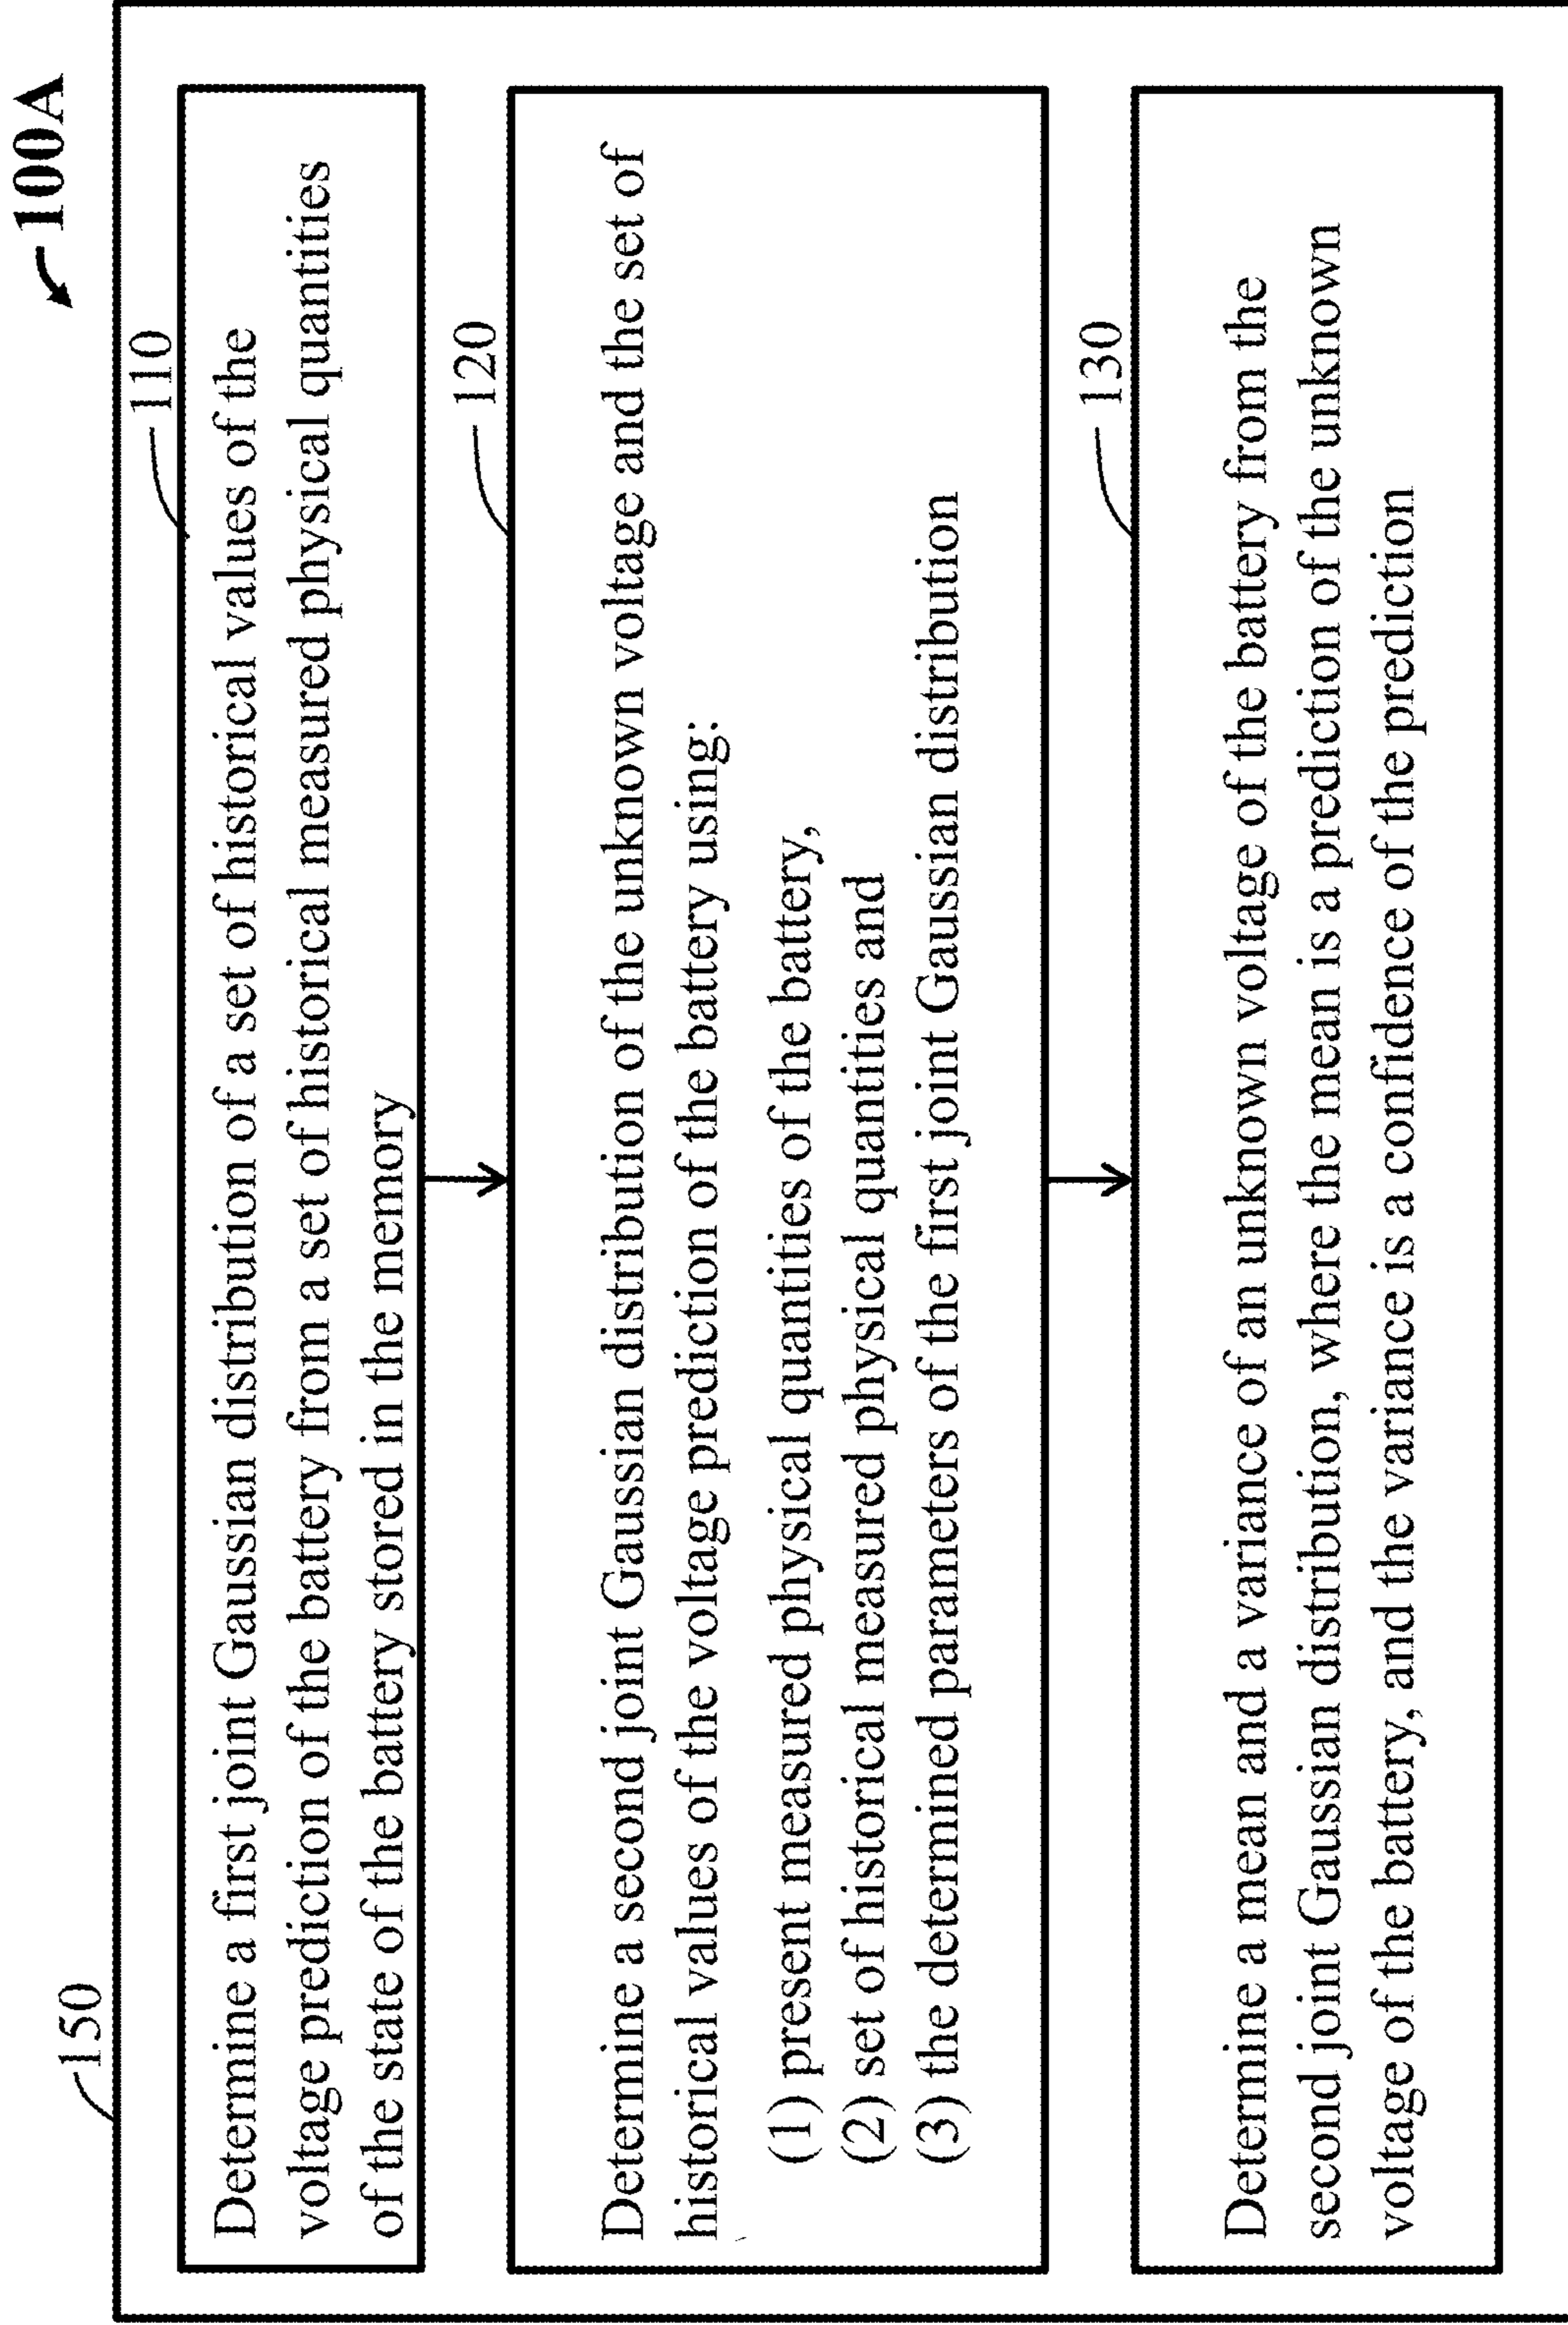 100A
150
110
Determine a first joint Gaussian distribution of a set of historical values of the
voltage prediction of the battery from a set of historical measured physical quantities
of the state of the battery stored in the memory
120
Determine a second joint Gaussian distribution of the unknown voltage and the set of
historical values of the voltage prediction of the battery using:
(1) present measured physical quantities of the battery,
(2) set of historical measured physical quantities and
(3) the determined parameters of the first joint Gaussian distribution
130
Determine a mean and a variance of an unknown voltage of the battery from the
second joint Gaussian distribution, where the mean is a prediction of the unknown
voltage of the battery, and the variance is a confidence of the prediction